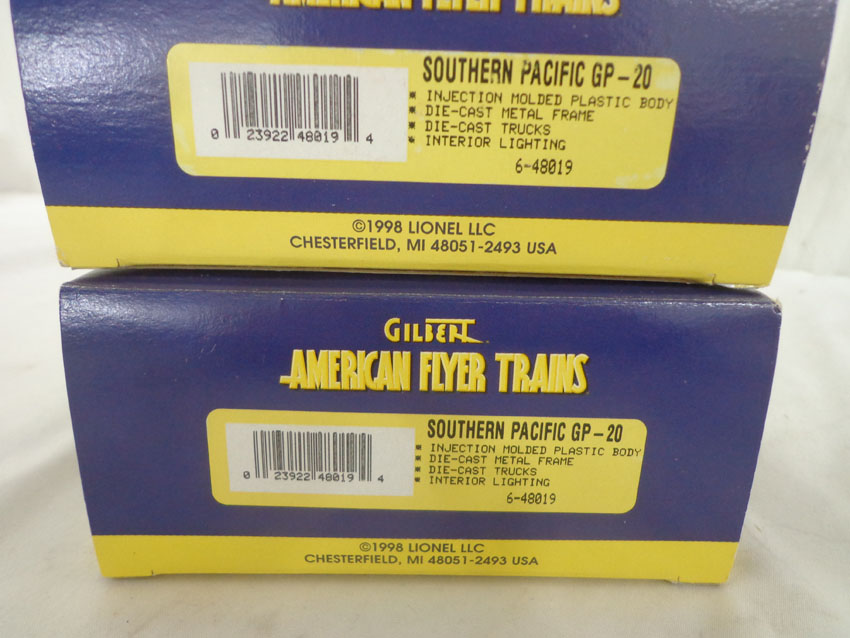 AMERICAN FLYER TRAINS
SOUTHERN PACIFIC GP-20
▪ INJECTION MOLDED PLASTIC BODY
▪ DIE-CAST METAL FRAME
▪ DIE-CAST TRUCKS
▪ INTERIOR LIGHTING
0 23922 48019 4
6-48019
©1998 LIONEL LLC
CHESTERFIELD, MI 48051-2493 USA
GILBERT
AMERICAN FLYER TRAINS
SOUTHERN PACIFIC GP-20
▪ INJECTION MOLDED PLASTIC BODY
▪ DIE-CAST METAL FRAME
▪ DIE-CAST TRUCKS
▪ INTERIOR LIGHTING
0 23922 48019 4
6-48019
©1998 LIONEL LLC
CHESTERFIELD, MI 48051-2493 USA